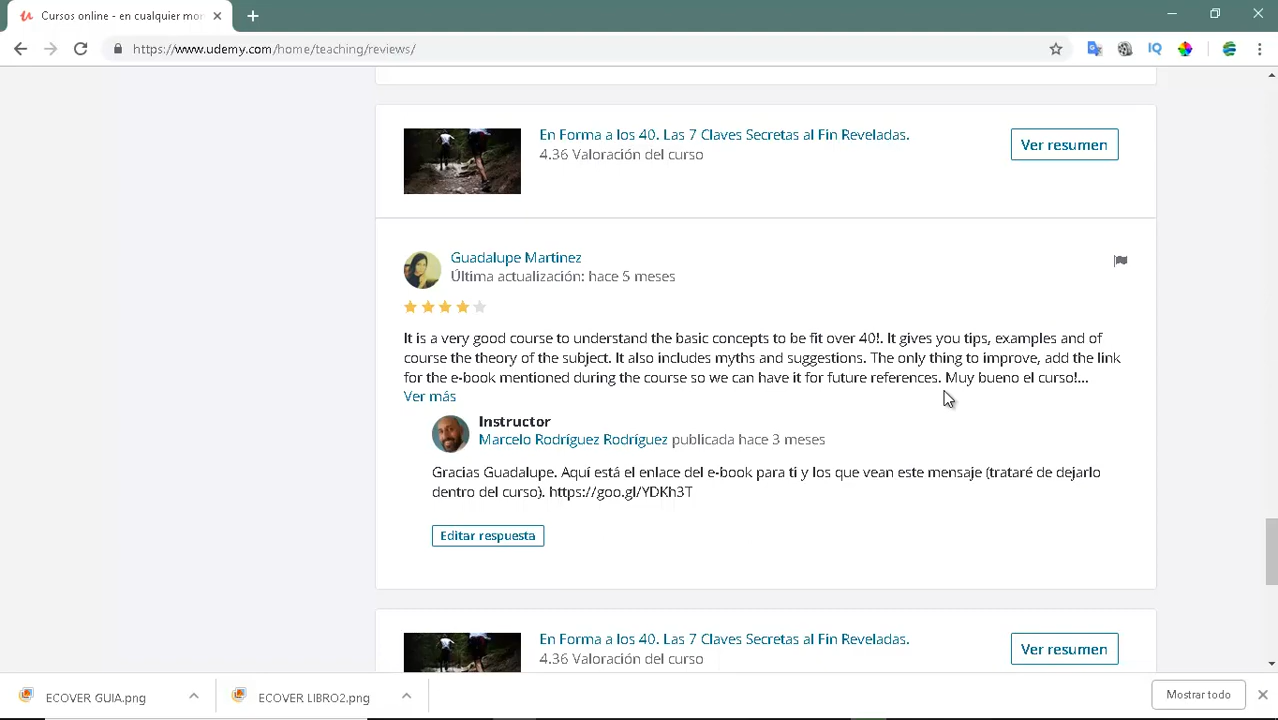 Cursos online - en cualquier mor
https://www.udemy.com/home/teaching/reviews/
IQ
En Forma a los 40. Las 7 Claves Secretas al Fin Reveladas.
4.36 Valoración del curso
Ver resumen
Guadalupe Martínez
Última actualización: hace 5 meses
It is a very good course to understand the basic concepts to be fit over 40!. It gives you tips, examples and of
course the theory of the subject. It also includes myths and suggestions. The only thing to improve, add the link
for the e-book mentioned during the course so we can have it for future references. Muy bueno el curso!...
Ver más
Instructor
Marcelo Rodríguez Rodríguez publicada hace 3 meses
Gracias Guadalupe. Aquí está el enlace del e-book para ti y los que vean este mensaje (trataré de dejarlo
dentro del curso). https://goo.gl/YDKh3T
Editar respuesta
En Forma a los 40. Las 7 Claves Secretas al Fin Reveladas.
4.36 Valoración del curso
Ver resumen
ECOVER GUIA.png
ECOVER LIBRO2.png
Mostrar todo